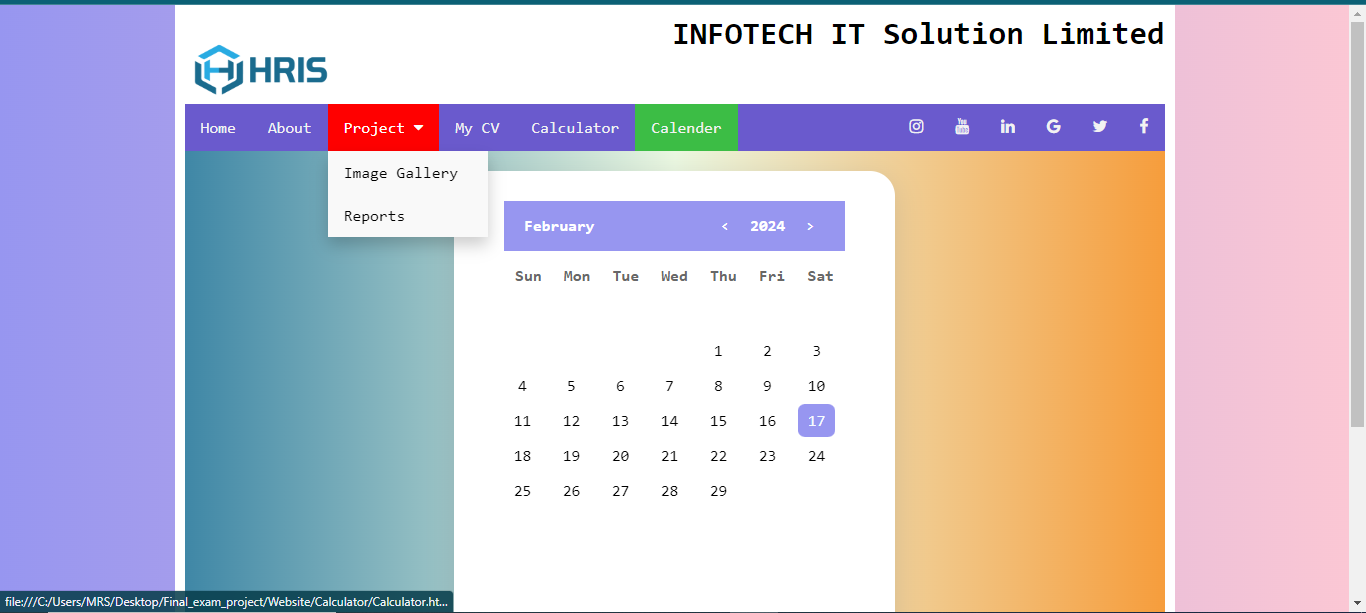 INFOTECH IT Solution Limited
HRIS
Home About Project My CV Calculator Calender
Image Gallery
Reports
February < 2024 >
Sun Mon Tue Wed Thu Fri Sat
1 2 3
4 5 6 7 8 9 10
11 12 13 14 15 16 17
18 19 20 21 22 23 24
25 26 27 28 29
file:///C:/Users/MRS/Desktop/Final_exam_project/Website/Calculator/Calculator.ht...